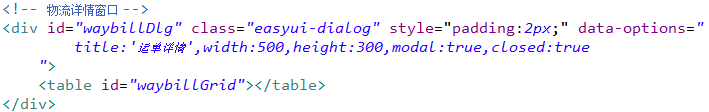 <!-- 物流详情窗口 -->
<div id="waybillDlg" class="easyui-dialog" style="padding:2px;" data-options="
title:'运单详情',width:500,height:300,modal:true,closed:true
">
<table id="waybillGrid"></table>
</div>